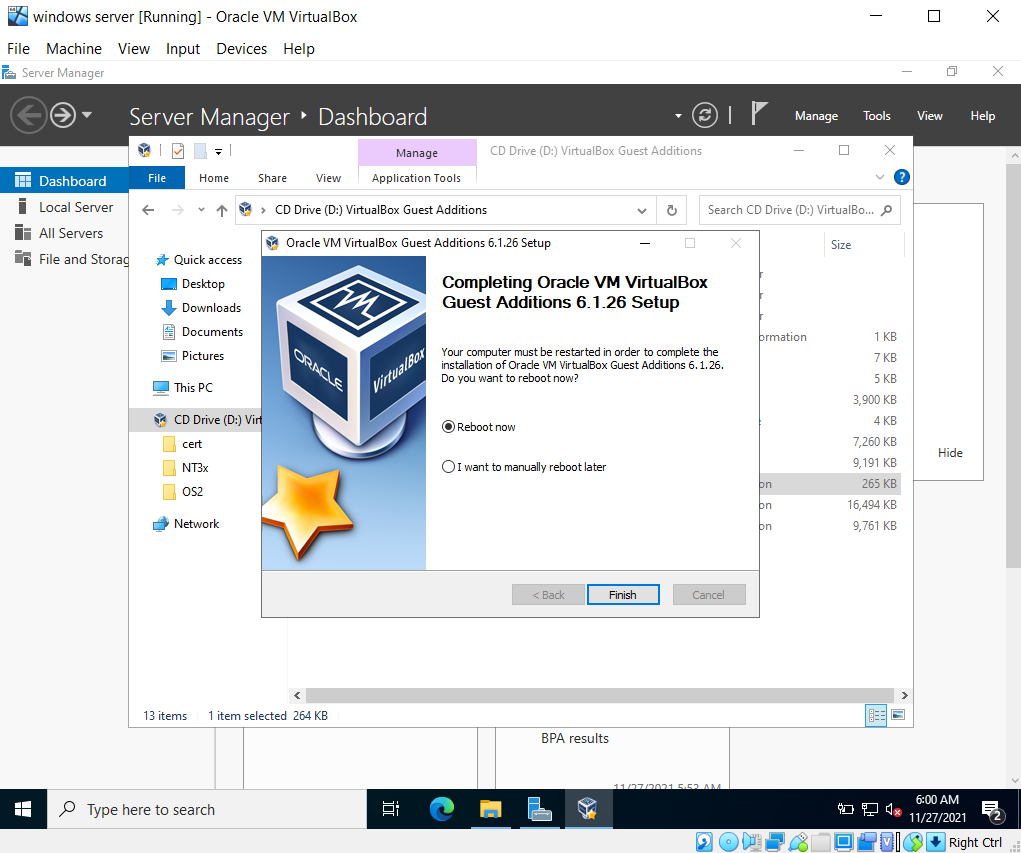 windows server [Running] - Oracle VM VirtualBox
File Machine View Input Devices Help
Server Manager
Server Manager Dashboard
Manage Tools View Help
Manage
CD Drive (D:) VirtualBox Guest Additions
File Home Share View Application Tools
CD Drive (D:) VirtualBox Guest Additions
Search CD Drive (D:) VirtualBo...
Dashboard
Local Server
All Servers
File and Storag
Quick access
Desktop
Downloads
Documents
Pictures
This PC
CD Drive (D:) Virt
cert
NT3x
OS2
Network
Oracle VM VirtualBox Guest Additions 6.1.26 Setup
ORACLE
VirtualBox
Completing Oracle VM VirtualBox
Guest Additions 6.1.26 Setup
Your computer must be restarted in order to complete the
installation of Oracle VM VirtualBox Guest Additions 6.1.26.
Do you want to reboot now?
Reboot now
I want to manually reboot later
< Back Finish Cancel
Size
r
r
r
ormation 1 KB
7 KB
5 KB
3,900 KB
4 KB
7,260 KB
9,191 KB
on 265 KB
on 16,494 KB
on 9,761 KB
Hide
13 items 1 item selected 264 KB
BPA results
11/27/2021 5:53 AM
Type here to search
6:00 AM
11/27/2021
2
Right Ctrl